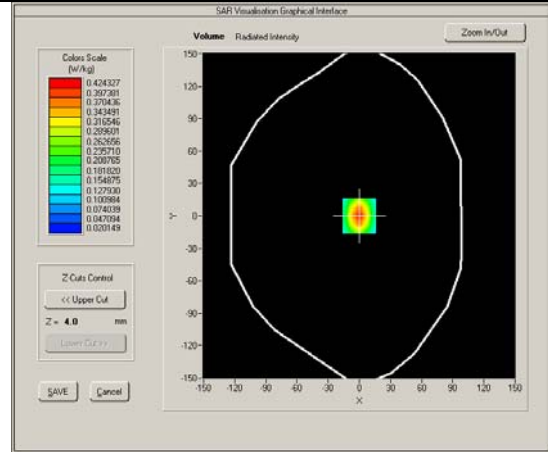 SAR Visualisation Graphical Interface
Volume Radiated Intensity
Zoom In/Out
Colors Scale
(W/kg)
0.424327
0.397381
0.370436
0.343491
0.316546
0.289601
0.262656
0.235710
0.208765
0.181820
0.154875
0.127930
0.100984
0.074039
0.047094
0.020149
150
120
90
60
30
0
-30
-60
-90
-120
-150
Y
-150 -120 -90 -60 -30 0 30 60 90 120 150
X
Z-Cuts Control
<< Upper Cut
Z = 4.0 mm
Lower Cut >>
SAVE Cancel